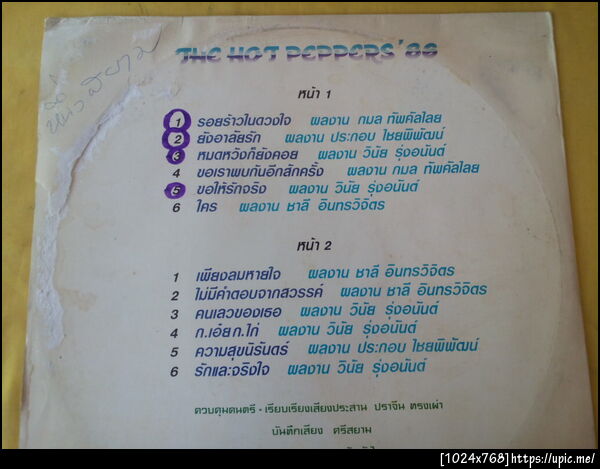 THE HOT PEPPERS '88
หน้า 1
1 รอยร้าวในดวงใจ ผลงาน กมล ทัพคัลไลย
2 ยังอาลัยรัก ผลงาน ประกอบ ไชยพิพัฒน์
3 หมดหวังก็ยังคอย ผลงาน วินัย รุ่งอนันต์
4 ขอเราพบกันอีกสักครั้ง ผลงาน กมล ทัพคัลไลย
5 ขอให้รักจริง ผลงาน วินัย รุ่งอนันต์
6 ใคร ผลงาน ชาลี อินทรวิจิตร
หน้า 2
1 เพียงลมหายใจ ผลงาน ชาลี อินทรวิจิตร
2 ไม่มีคำตอบจากสวรรค์ ผลงาน ชาลี อินทรวิจิตร
3 คนเลวของเธอ ผลงาน วินัย รุ่งอนันต์
4 ก.เอ๋ย ก.ไก่ ผลงาน วินัย รุ่งอนันต์
5 ความสุขนิรันดร์ ผลงาน ประกอบ ไชยพิพัฒน์
6 รักและจริงใจ ผลงาน วินัย รุ่งอนันต์
ควบคุมดนตรี - เรียบเรียงเสียงประสาน ปราจีน ทรงเผ่า
บันทึกเสียง ศรีสยาม
[1024x768]https://upic.me/